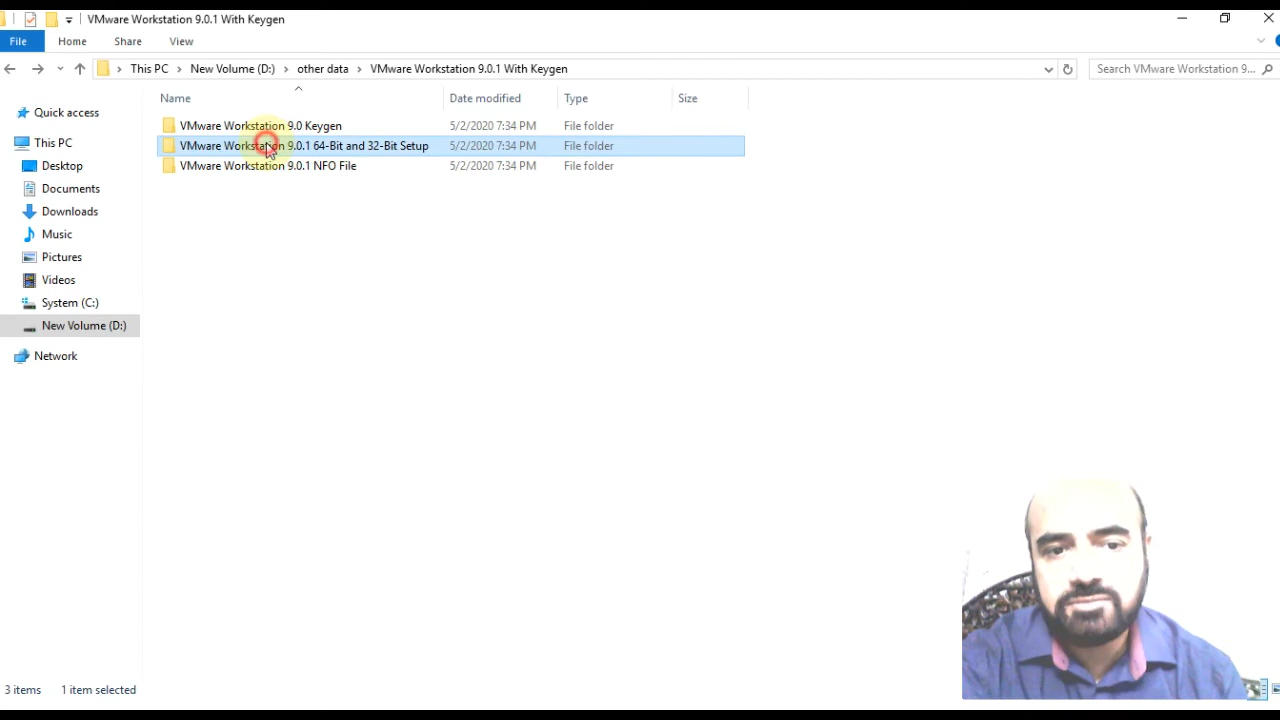 VMware Workstation 9.0.1 With Keygen
File Home Share View
This PC New Volume (D:) other data VMware Workstation 9.0.1 With Keygen
Search VMware Workstation 9...
Name Date modified Type Size
Quick access
This PC
Desktop
Documents
Downloads
Music
Pictures
Videos
System (C:)
New Volume (D:)
Network
VMware Workstation 9.0 Keygen 5/2/2020 7:34 PM File folder
VMware Workstation 9.0.1 64-Bit and 32-Bit Setup 5/2/2020 7:34 PM File folder
VMware Workstation 9.0.1 NFO File 5/2/2020 7:34 PM File folder
3 items 1 item selected